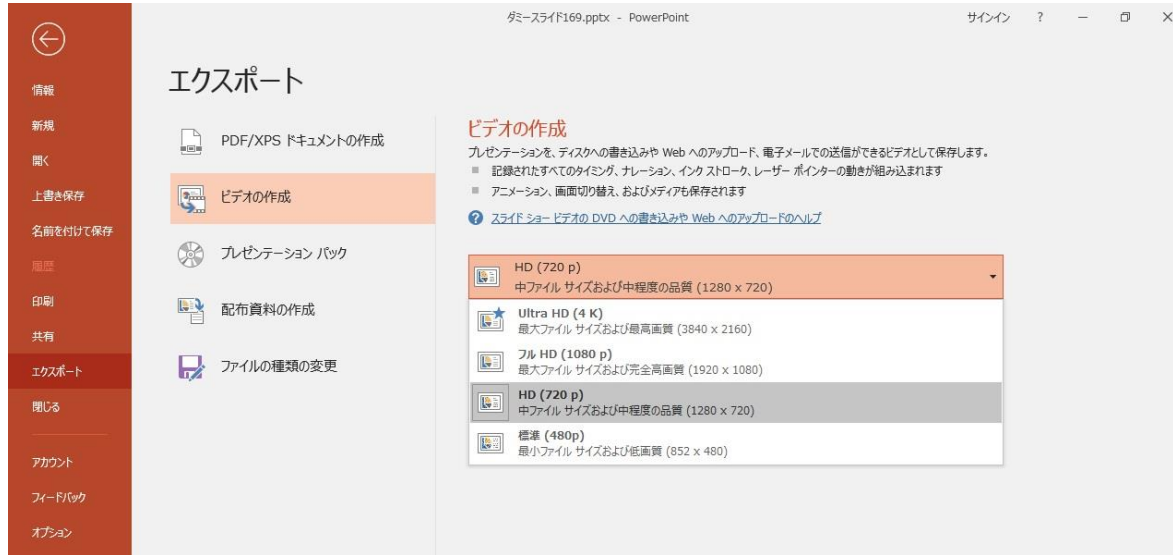 ダミースライド169.pptx - PowerPoint
サインイン
?
情報
新規
開く
上書き保存
名前を付けて保存
履歴
印刷
共有
エクスポート
閉じる
アカウント
フィードバック
オプション
エクスポート
PDF/XPS ドキュメントの作成
ビデオの作成
プレゼンテーション パック
配布資料の作成
ファイルの種類の変更
ビデオの作成
プレゼンテーションを、ディスクへの書き込みや Web へのアップロード、電子メールでの送信ができるビデオとして保存します。
記録されたすべてのタイミング、ナレーション、インク ストローク、レーザー ポインターの動きが組み込まれます
アニメーション、画面切り替え、およびメディアも保存されます
スライド ショー ビデオの DVD への書き込みや Web へのアップロードのヘルプ
HD (720 p)
中ファイル サイズおよび中程度の品質 (1280 x 720)
Ultra HD (4 K)
最大ファイル サイズおよび最高画質 (3840 x 2160)
フル HD (1080 p)
最大ファイル サイズおよび完全高画質 (1920 x 1080)
HD (720 p)
中ファイル サイズおよび中程度の品質 (1280 x 720)
標準 (480p)
最小ファイル サイズおよび低画質 (852 x 480)